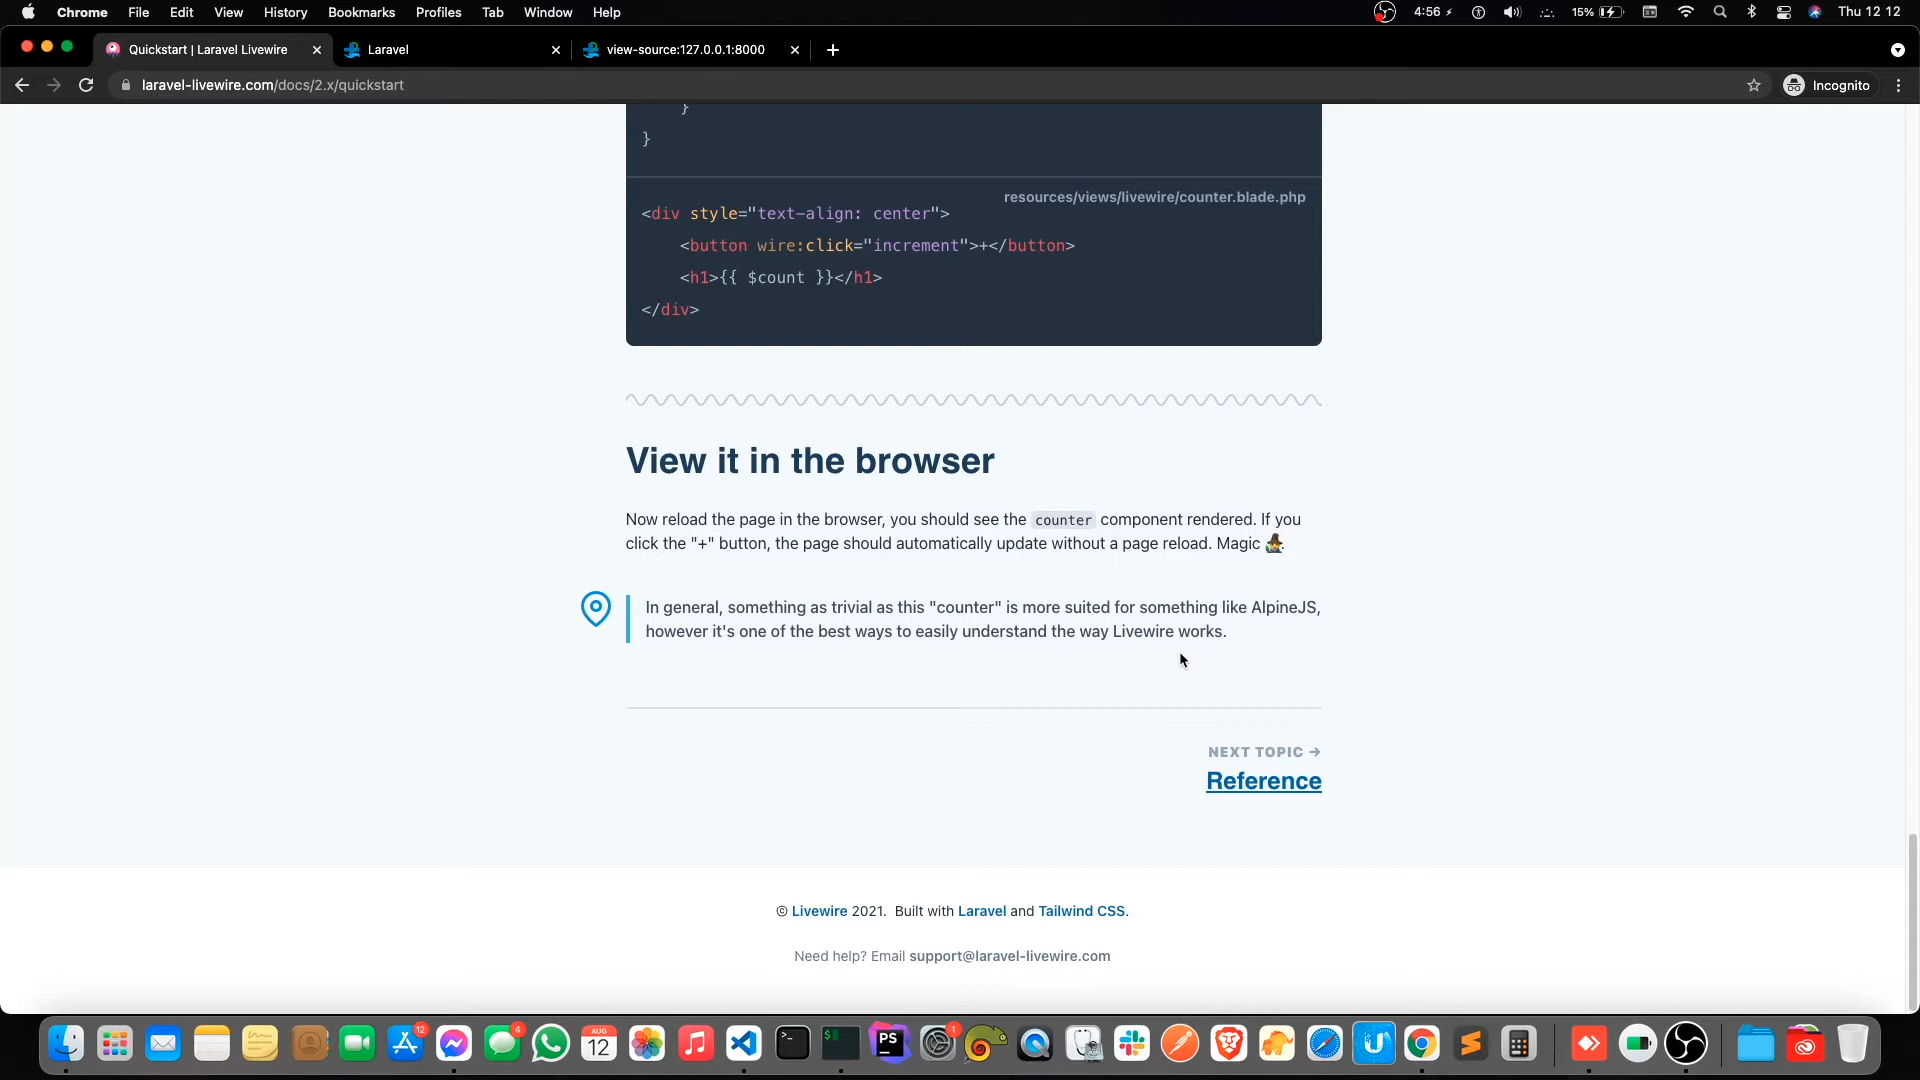 Chrome File Edit View History Bookmarks Profiles Tab Window Help 4:56 15% Thu 12 12
Quickstart | Laravel Livewire Laravel view-source:127.0.0.1:8000
laravel-livewire.com/docs/2.x/quickstart Incognito
}
}
resources/views/livewire/counter.blade.php
<div style="text-align: center">
<button wire:click="increment">+</button>
<h1>{{ $count }}</h1>
</div>
View it in the browser
Now reload the page in the browser, you should see the counter component rendered. If you
click the "+" button, the page should automatically update without a page reload. Magic
In general, something as trivial as this "counter" is more suited for something like AlpineJS,
however it's one of the best ways to easily understand the way Livewire works.
NEXT TOPIC →
Reference
© Livewire 2021. Built with Laravel and Tailwind CSS.
Need help? Email support@laravel-livewire.com
12 4 AUG 12 PS 1